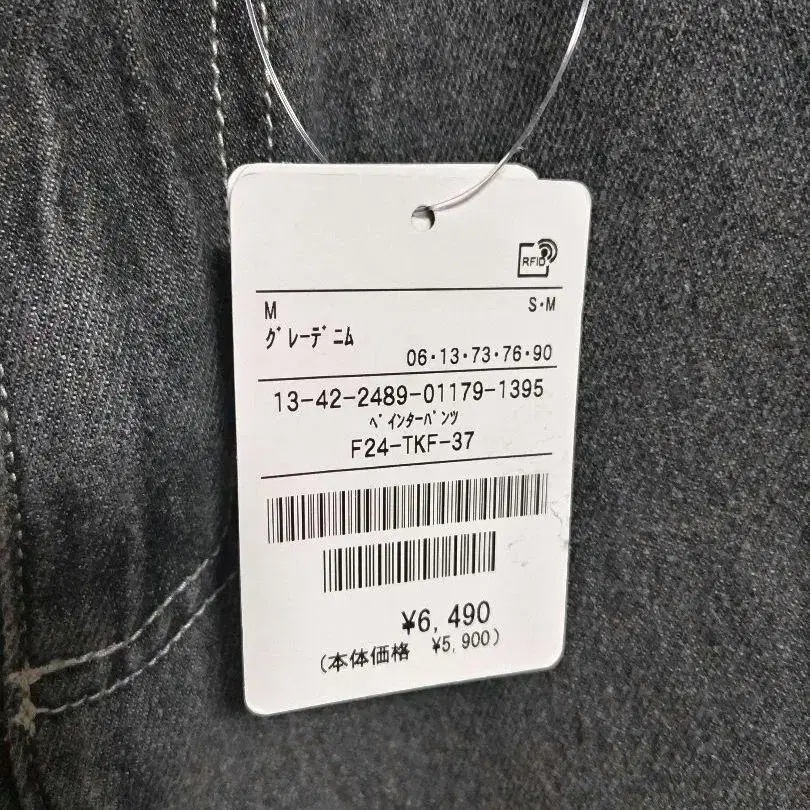 RFID
M
S・M
グレーデニム
06・13・73・76・90
13-42-2489-01179-1395
ペインターパンツ
F24-TKF-37
¥6,490
(本体価格 ¥5,900)